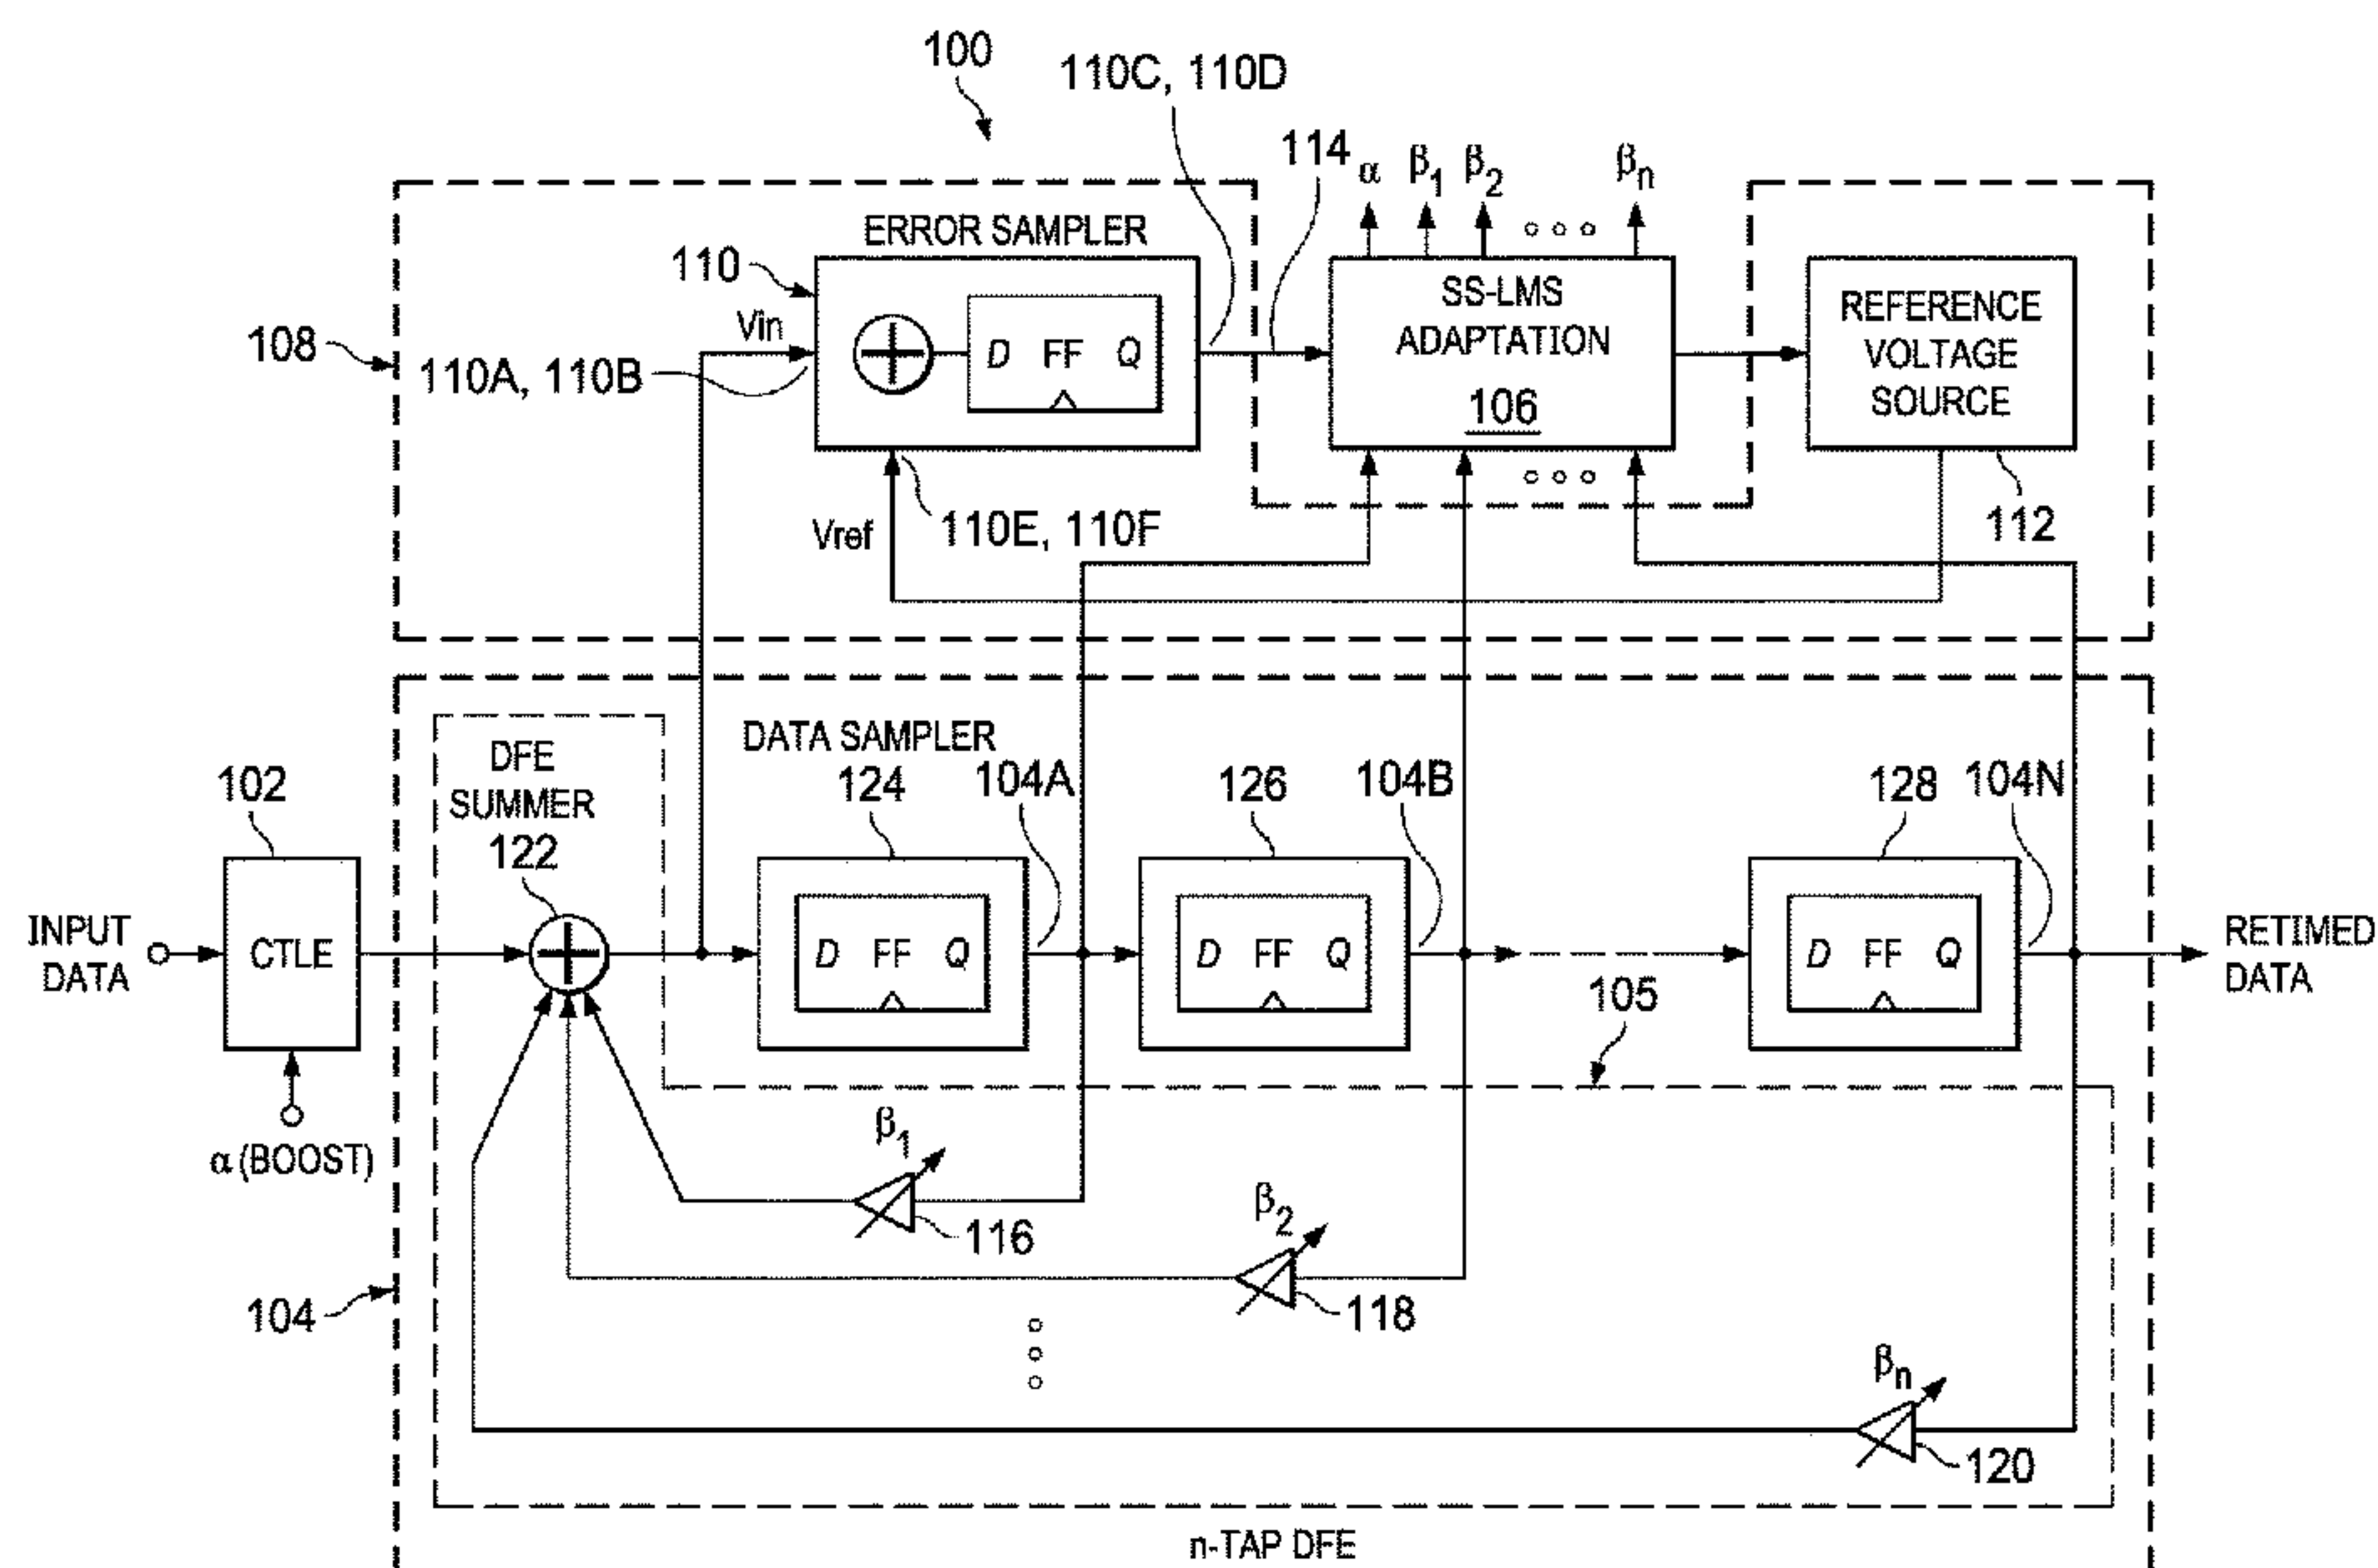 100
110C, 110D
114
α
β1
β2
βn
ERROR SAMPLER
110
Vin
108
110A, 110B
D FF Q
SS-LMS
ADAPTATION
106
REFERENCE
VOLTAGE
SOURCE
Vref
110E, 110F
112
DFE
SUMMER
122
DATA SAMPLER
124
104A
126
104B
128
104N
102
INPUT
DATA
CTLE
D FF Q
D FF Q
D FF Q
RETIMED
DATA
105
α (BOOST)
β1
116
β2
118
104
βn
120
n-TAP DFE